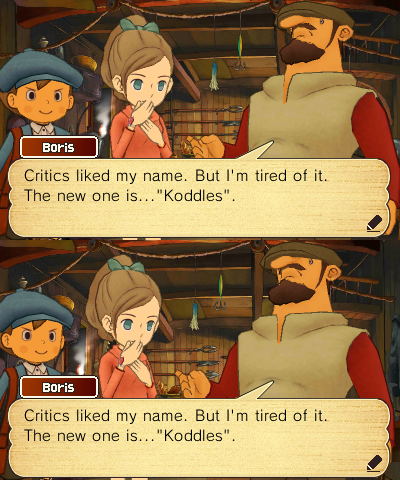 Boris
Critics liked my name. But I'm tired of it.
The new one is..."Koddles".
Boris
Critics liked my name. But I'm tired of it.
The new one is..."Koddles".